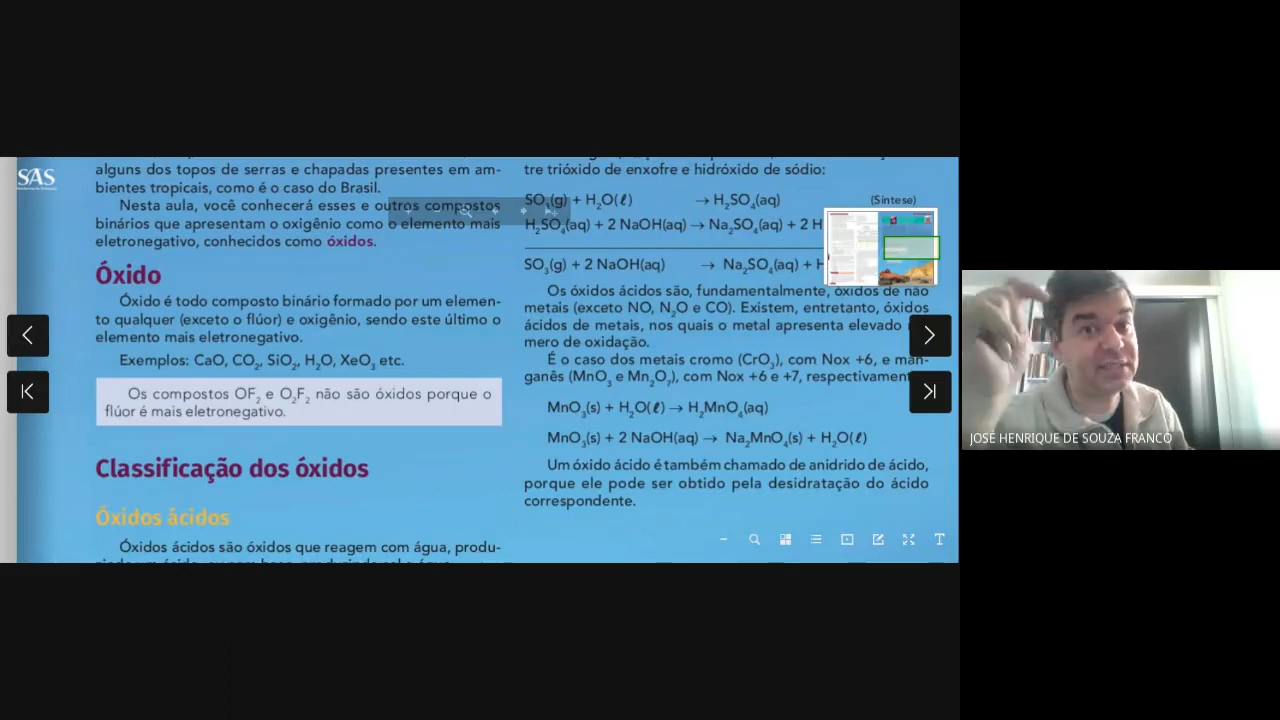 SAS
alguns dos topos de serras e chapadas presentes em am-
bientes tropicais, como é o caso do Brasil.
Nesta aula, você conhecerá esses e outros compostos
binários que apresentam o oxigênio como o elemento mais
eletronegativo, conhecidos como óxidos.
Óxido
Óxido é todo composto binário formado por um elemen-
to qualquer (exceto o flúor) e oxigênio, sendo este último o
elemento mais eletronegativo.
Exemplos: CaO, CO₂, SiO₂, H₂O, XeO₃ etc.
Os compostos OF₂ e O₂F₂ não são óxidos porque o
flúor é mais eletronegativo.
Classificação dos óxidos
Óxidos ácidos
Óxidos ácidos são óxidos que reagem com água, produ-
tre trióxido de enxofre e hidróxido de sódio:
SO₃(g) + H₂O(ℓ) → H₂SO₄(aq) (Síntese)
H₂SO₄(aq) + 2 NaOH(aq) → Na₂SO₄(aq) + 2 H
SO₃(g) + 2 NaOH(aq) → Na₂SO₄(aq) + H
Os óxidos ácidos são, fundamentalmente, óxidos de não
metais (exceto NO, N₂O e CO). Existem, entretanto, óxidos
ácidos de metais, nos quais o metal apresenta elevado
mero de oxidação.
É o caso dos metais cromo (CrO₃), com Nox +6, e man-
ganês (MnO₃ e Mn₂O₇), com Nox +6 e +7, respectivamen
MnO₃(s) + H₂O(ℓ) → H₂MnO₄(aq)
MnO₃(s) + 2 NaOH(aq) → Na₂MnO₄(s) + H₂O(ℓ)
Um óxido ácido é também chamado de anidrido de ácido,
porque ele pode ser obtido pela desidratação do ácido
correspondente.
T
JOSÉ HENRIQUE DE SOUZA FRANCO